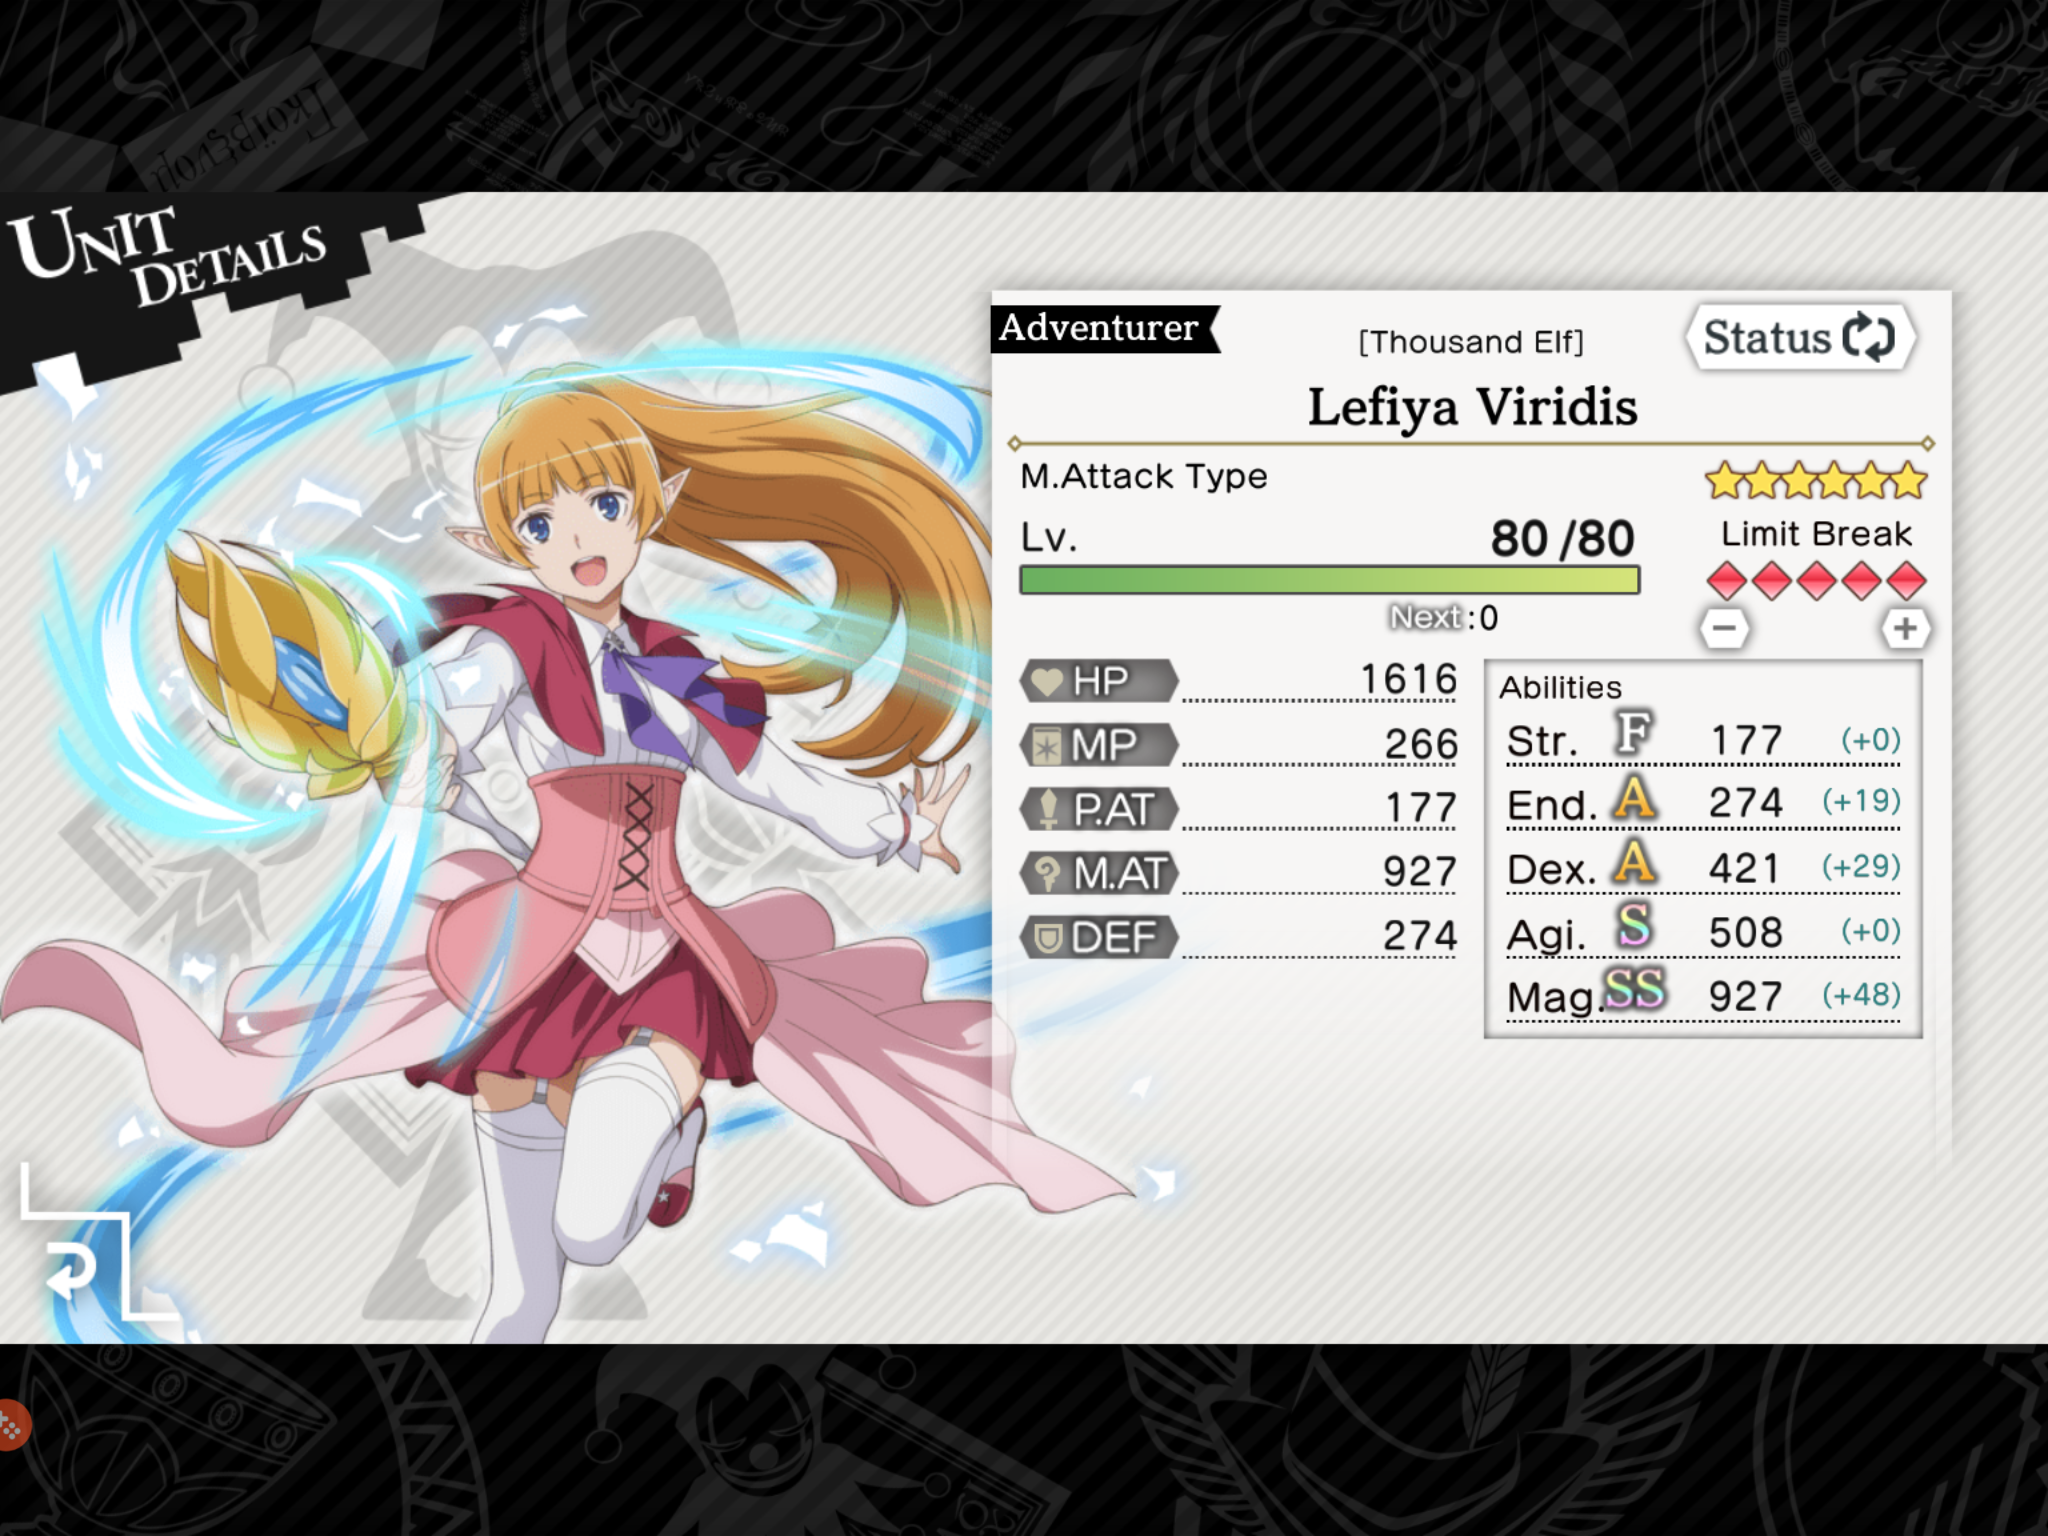 UNIT
DETAILS
Adventurer
[Thousand Elf]
Status
Lefiya Viridis
M.Attack Type
Lv. 80 /80
Limit Break
Next:0
HP 1616
MP 266
P.AT 177
M.AT 927
DEF 274
Abilities
Str. F 177 (+0)
End. A 274 (+19)
Dex. A 421 (+29)
Agi. S 508 (+0)
Mag. SS 927 (+48)